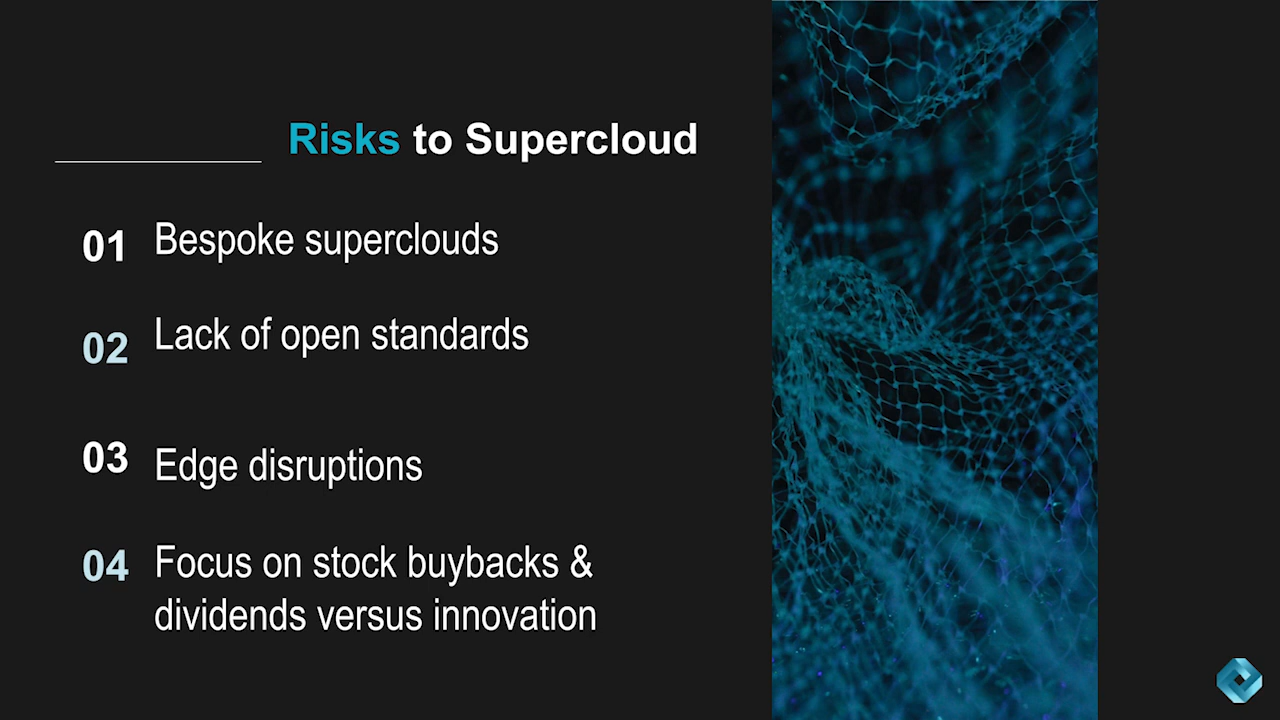 Risks to Supercloud
01 Bespoke superclouds
02 Lack of open standards
03 Edge disruptions
04 Focus on stock buybacks &
dividends versus innovation